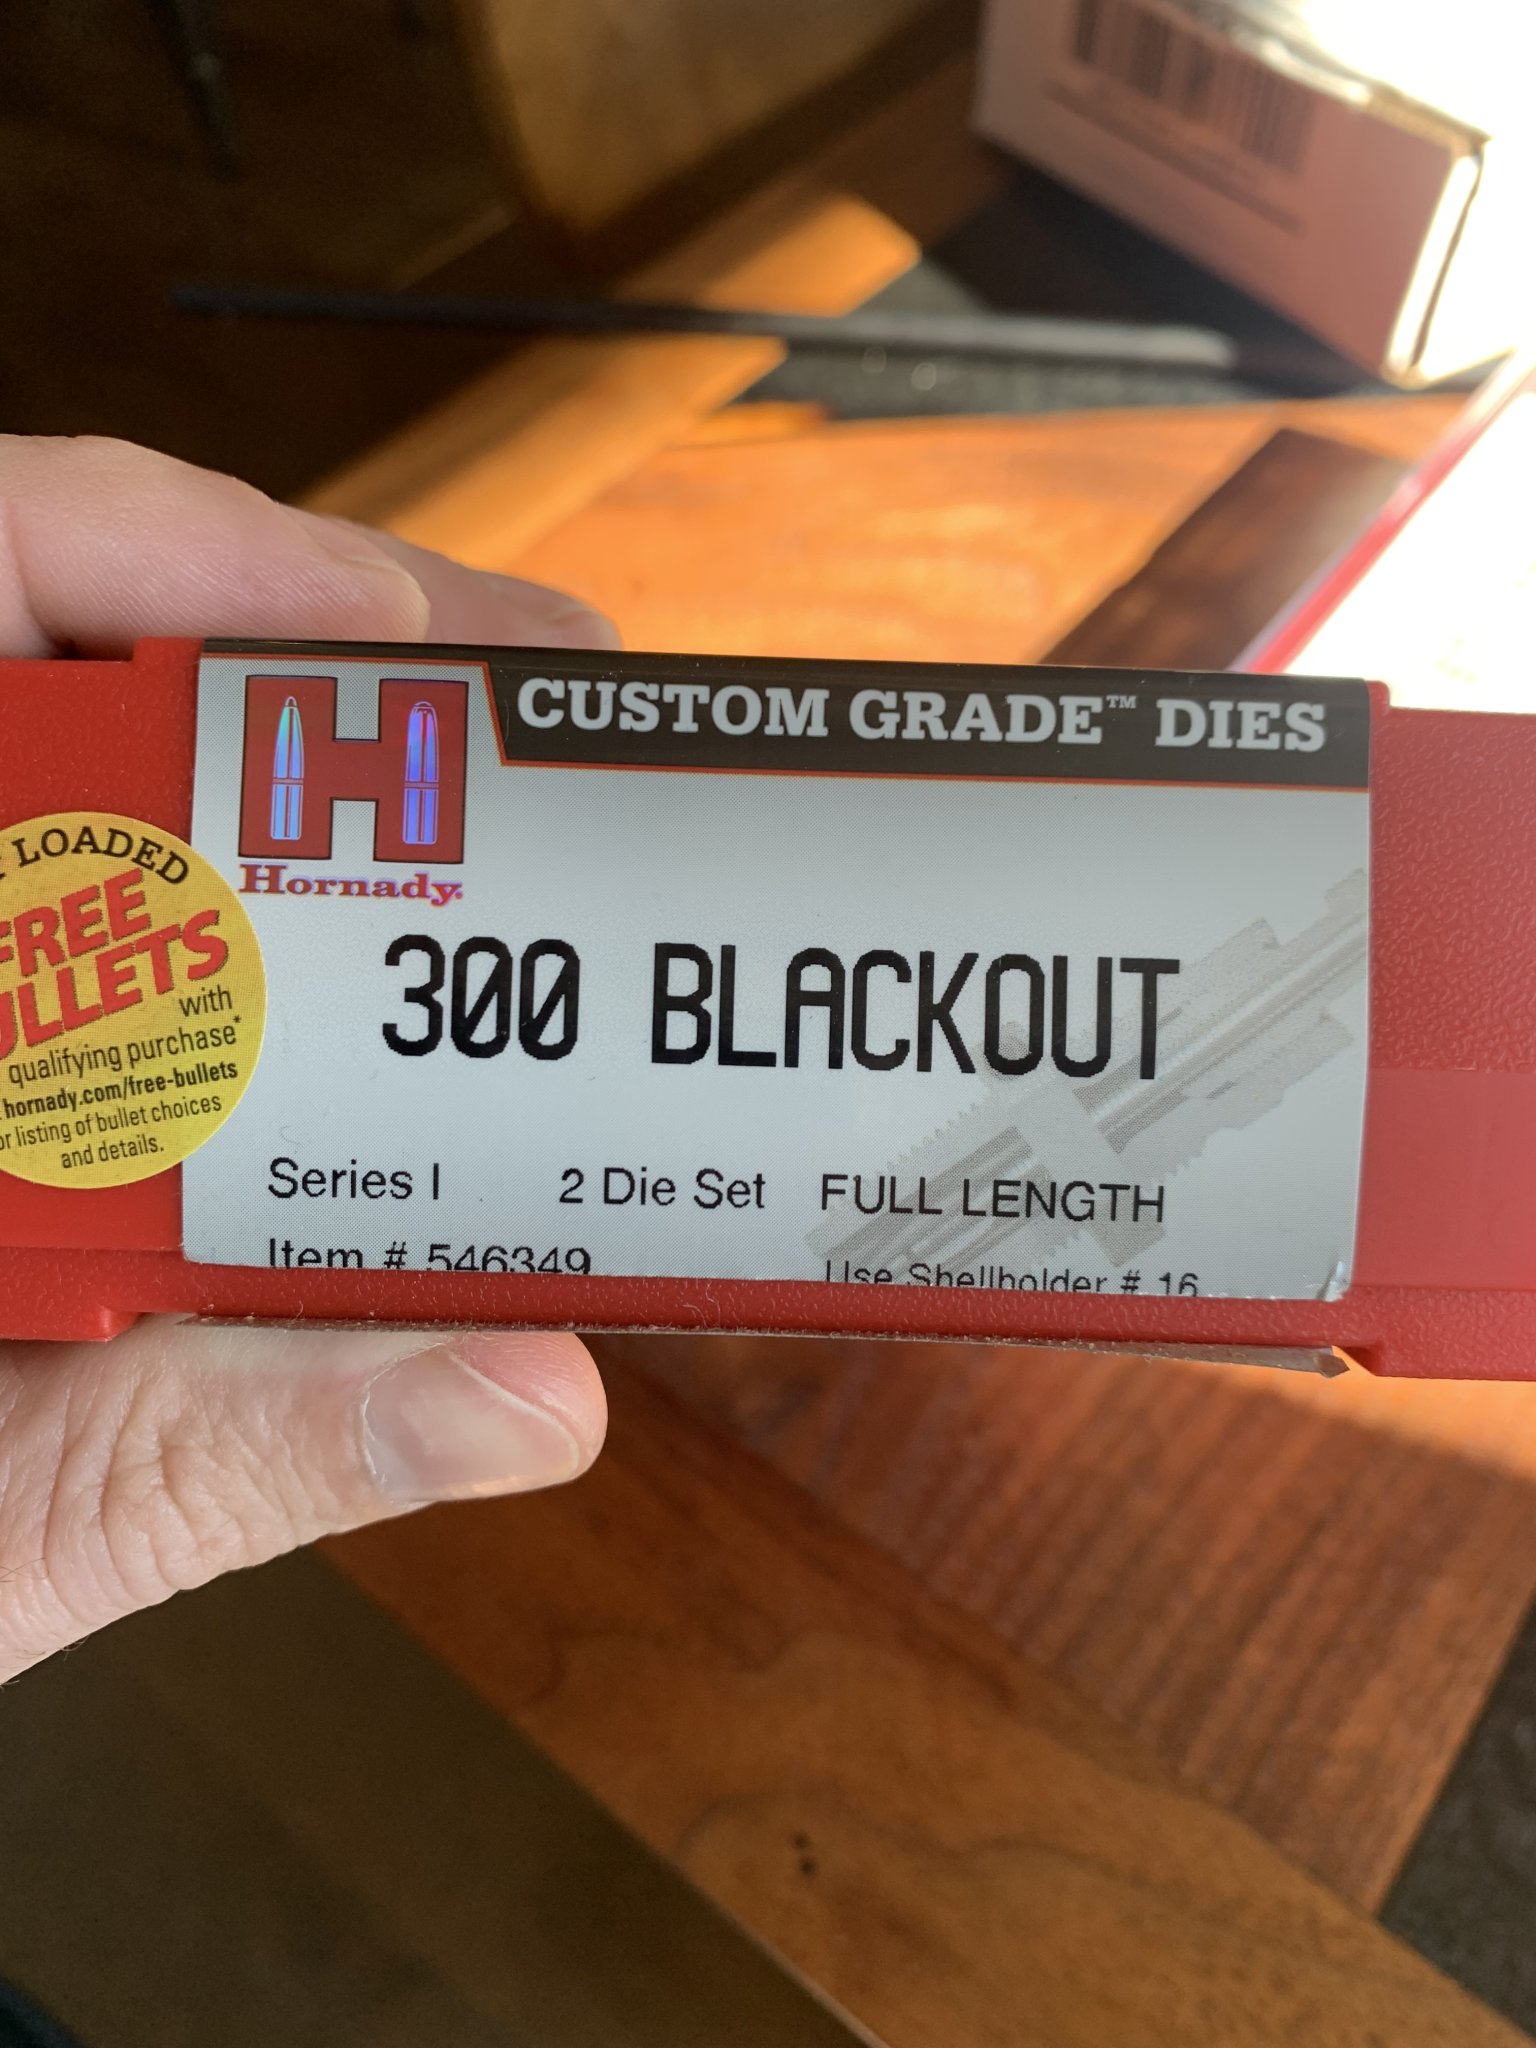 CUSTOM GRADE™ DIES
H
Hornady®
300 BLACKOUT
Series I 2 Die Set FULL LENGTH
Item # 546349 Use Shellholder # 16
LOADED
FREE
with
qualifying purchase*
hornady.com/free-bullets
listing of bullet choices
and details.